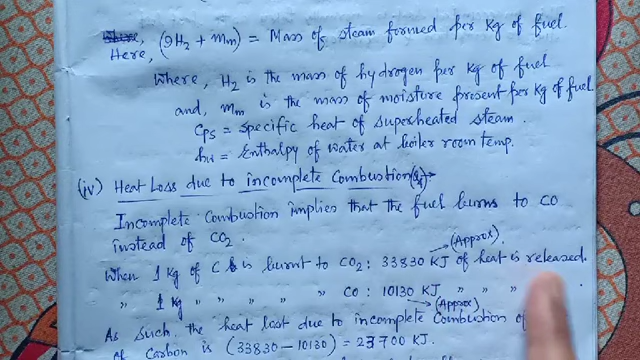 Here, (9H2 + mm) = Mass of steam formed per Kg of fuel.
Where, H2 is the mass of hydrogen per Kg of fuel
and, mm is the mass of moisture present per Kg of fuel.
Cps = Specific heat of superheated steam.
hw = Enthalpy of water at boiler room temp.
(iv) Heat Loss due to incomplete Combustion
Incomplete Combustion implies that the fuel burns to CO
instead of CO2.
(Approx).
When 1 Kg of C is burnt to CO2 : 33830 KJ of heat is released.
" 1 Kg " " " " CO : 10130 KJ " " " .
(Approx)
As such, the heat lost due to incomplete Combustion of
of Carbon is (33830 - 10130) = 23700 KJ.